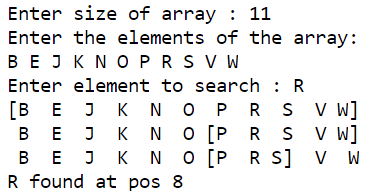 Enter size of array : 11
Enter the elements of the array:
B E J K N O P R S V W
Enter element to search : R
[B  E  J  K  N  O  P  R  S  V W]
 B  E  J  K  N  O [P  R  S  V W]
 B  E  J  K  N  O [P  R S]  V  W
R found at pos 8